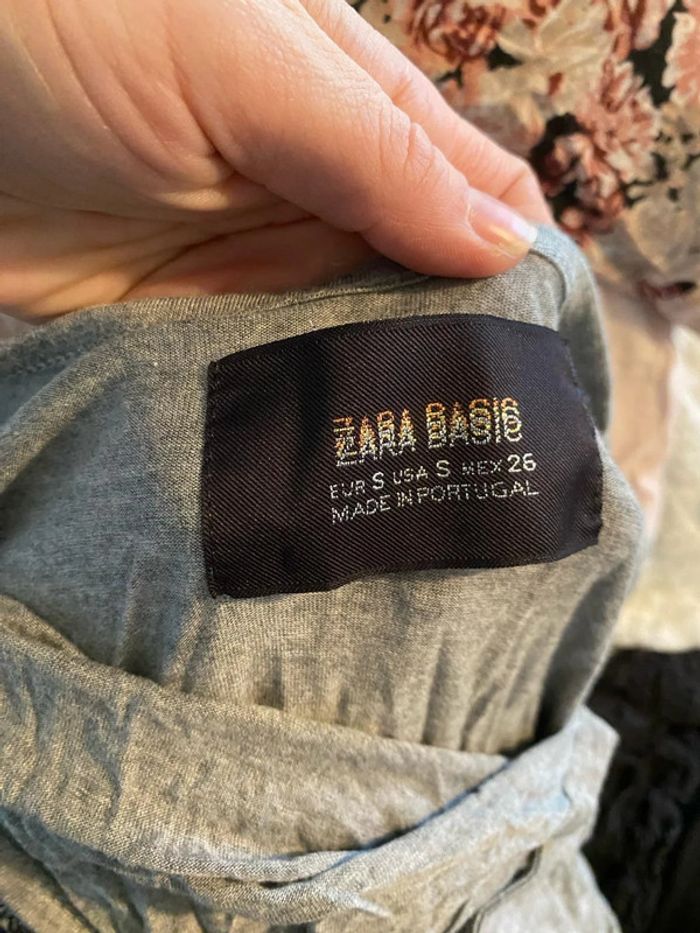 ZARA BASIC
EUR S USA S MEX 26
MADE IN PORTUGAL